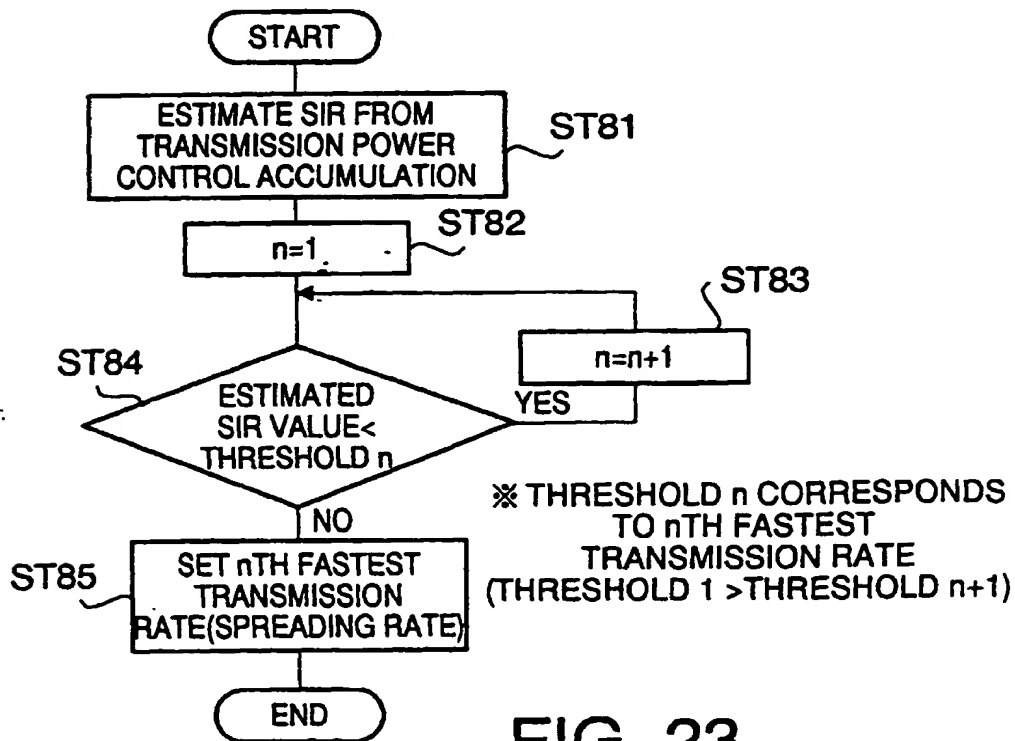 START
ESTIMATE SIR FROM
TRANSMISSION POWER
CONTROL ACCUMULATION
ST81
ST82
n=1
ST83
n=n+1
ST84
ESTIMATED
SIR VALUE<
THRESHOLD n
YES
NO
※ THRESHOLD n CORRESPONDS
TO nTH FASTEST
TRANSMISSION RATE
(THRESHOLD 1 >THRESHOLD n+1)
ST85
SET nTH FASTEST
TRANSMISSION
RATE(SPREADING RATE)
END
FIG. 23